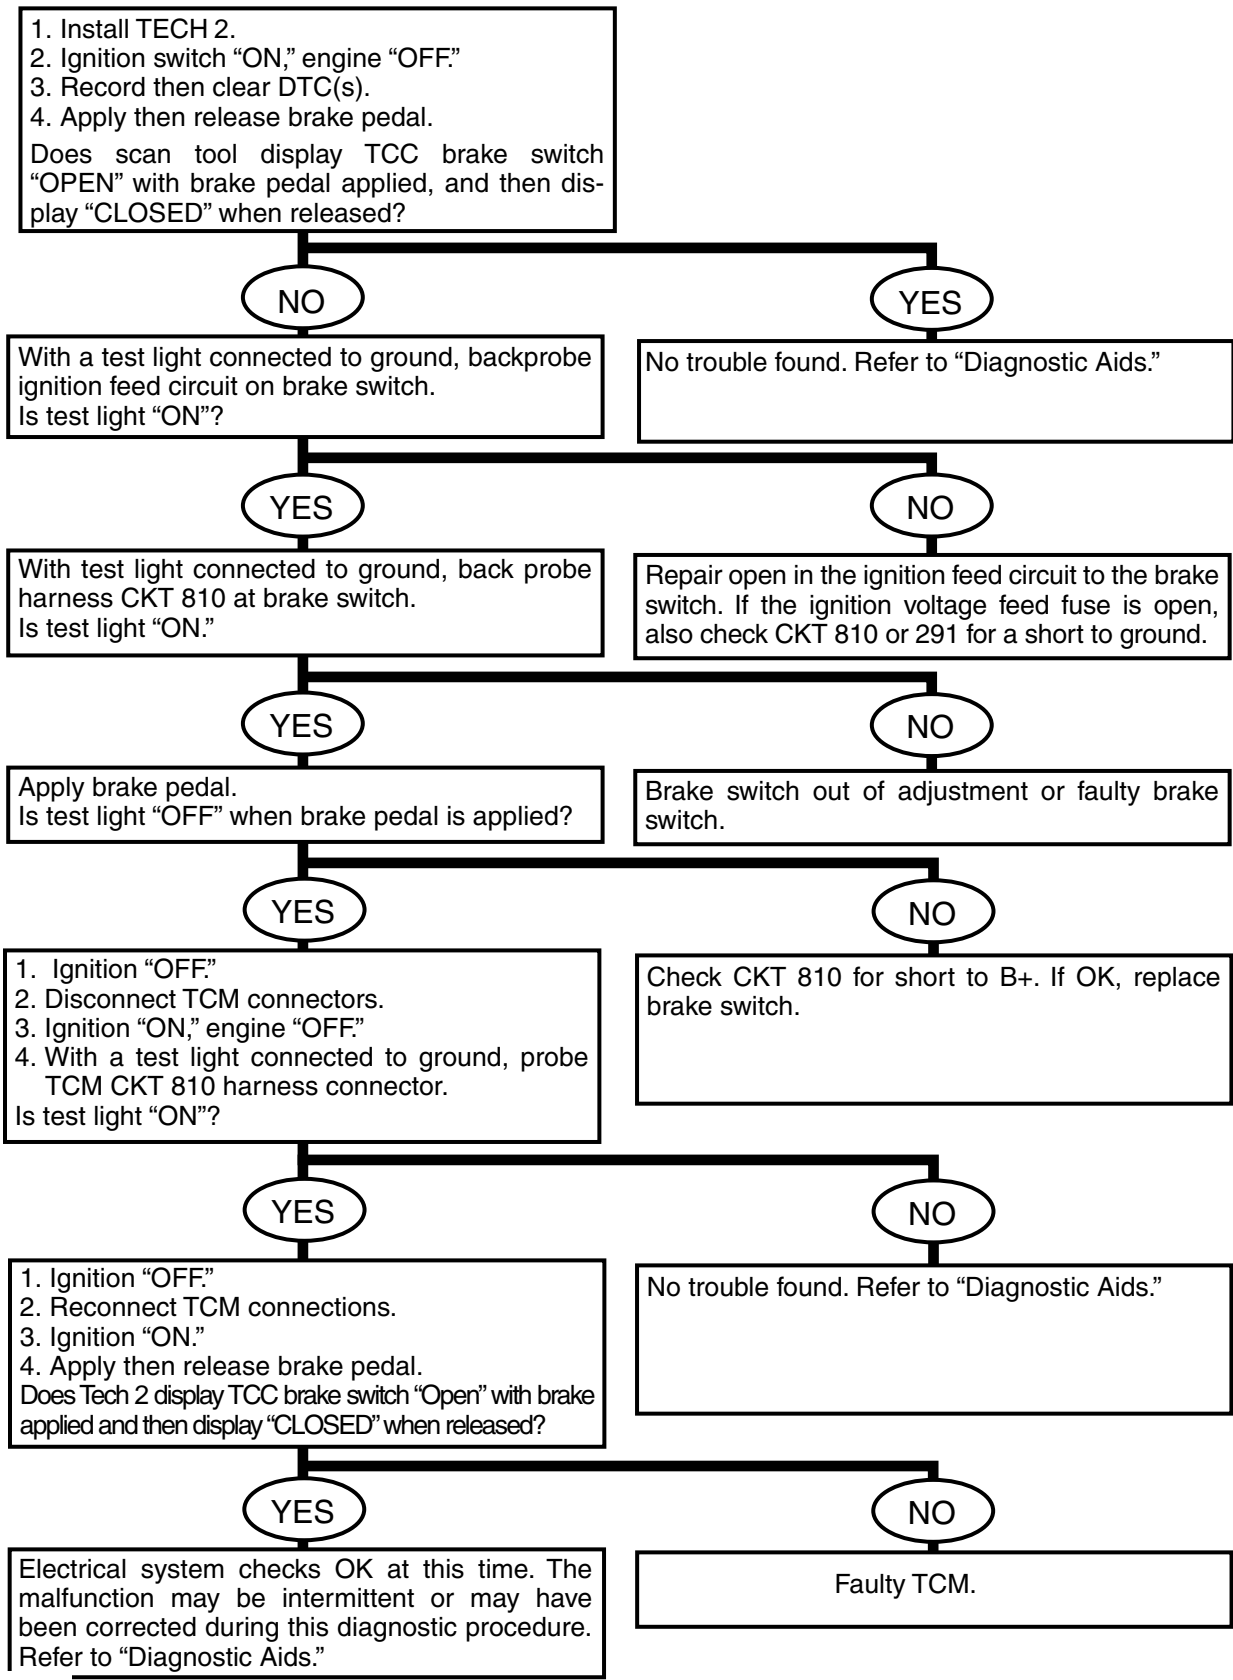 1. Install TECH 2.
2. Ignition switch “ON,” engine “OFF.”
3. Record then clear DTC(s).
4. Apply then release brake pedal.
Does scan tool display TCC brake switch
“OPEN” with brake pedal applied, and then dis-
play “CLOSED” when released?
NO
YES
With a test light connected to ground, backprobe
ignition feed circuit on brake switch.
Is test light “ON”?
No trouble found. Refer to “Diagnostic Aids.”
YES
NO
With test light connected to ground, back probe
harness CKT 810 at brake switch.
Is test light “ON.”
Repair open in the ignition feed circuit to the brake
switch. If the ignition voltage feed fuse is open,
also check CKT 810 or 291 for a short to ground.
YES
NO
Apply brake pedal.
Is test light “OFF” when brake pedal is applied?
Brake switch out of adjustment or faulty brake
switch.
YES
NO
1. Ignition “OFF.”
2. Disconnect TCM connectors.
3. Ignition “ON,” engine “OFF.”
4. With a test light connected to ground, probe
TCM CKT 810 harness connector.
Is test light “ON”?
Check CKT 810 for short to B+. If OK, replace
brake switch.
YES
NO
1. Ignition “OFF.”
2. Reconnect TCM connections.
3. Ignition “ON.”
4. Apply then release brake pedal.
Does Tech 2 display TCC brake switch “Open” with brake
applied and then display “CLOSED” when released?
No trouble found. Refer to “Diagnostic Aids.”
YES
NO
Electrical system checks OK at this time. The
malfunction may be intermittent or may have
been corrected during this diagnostic procedure.
Refer to “Diagnostic Aids.”
Faulty TCM.